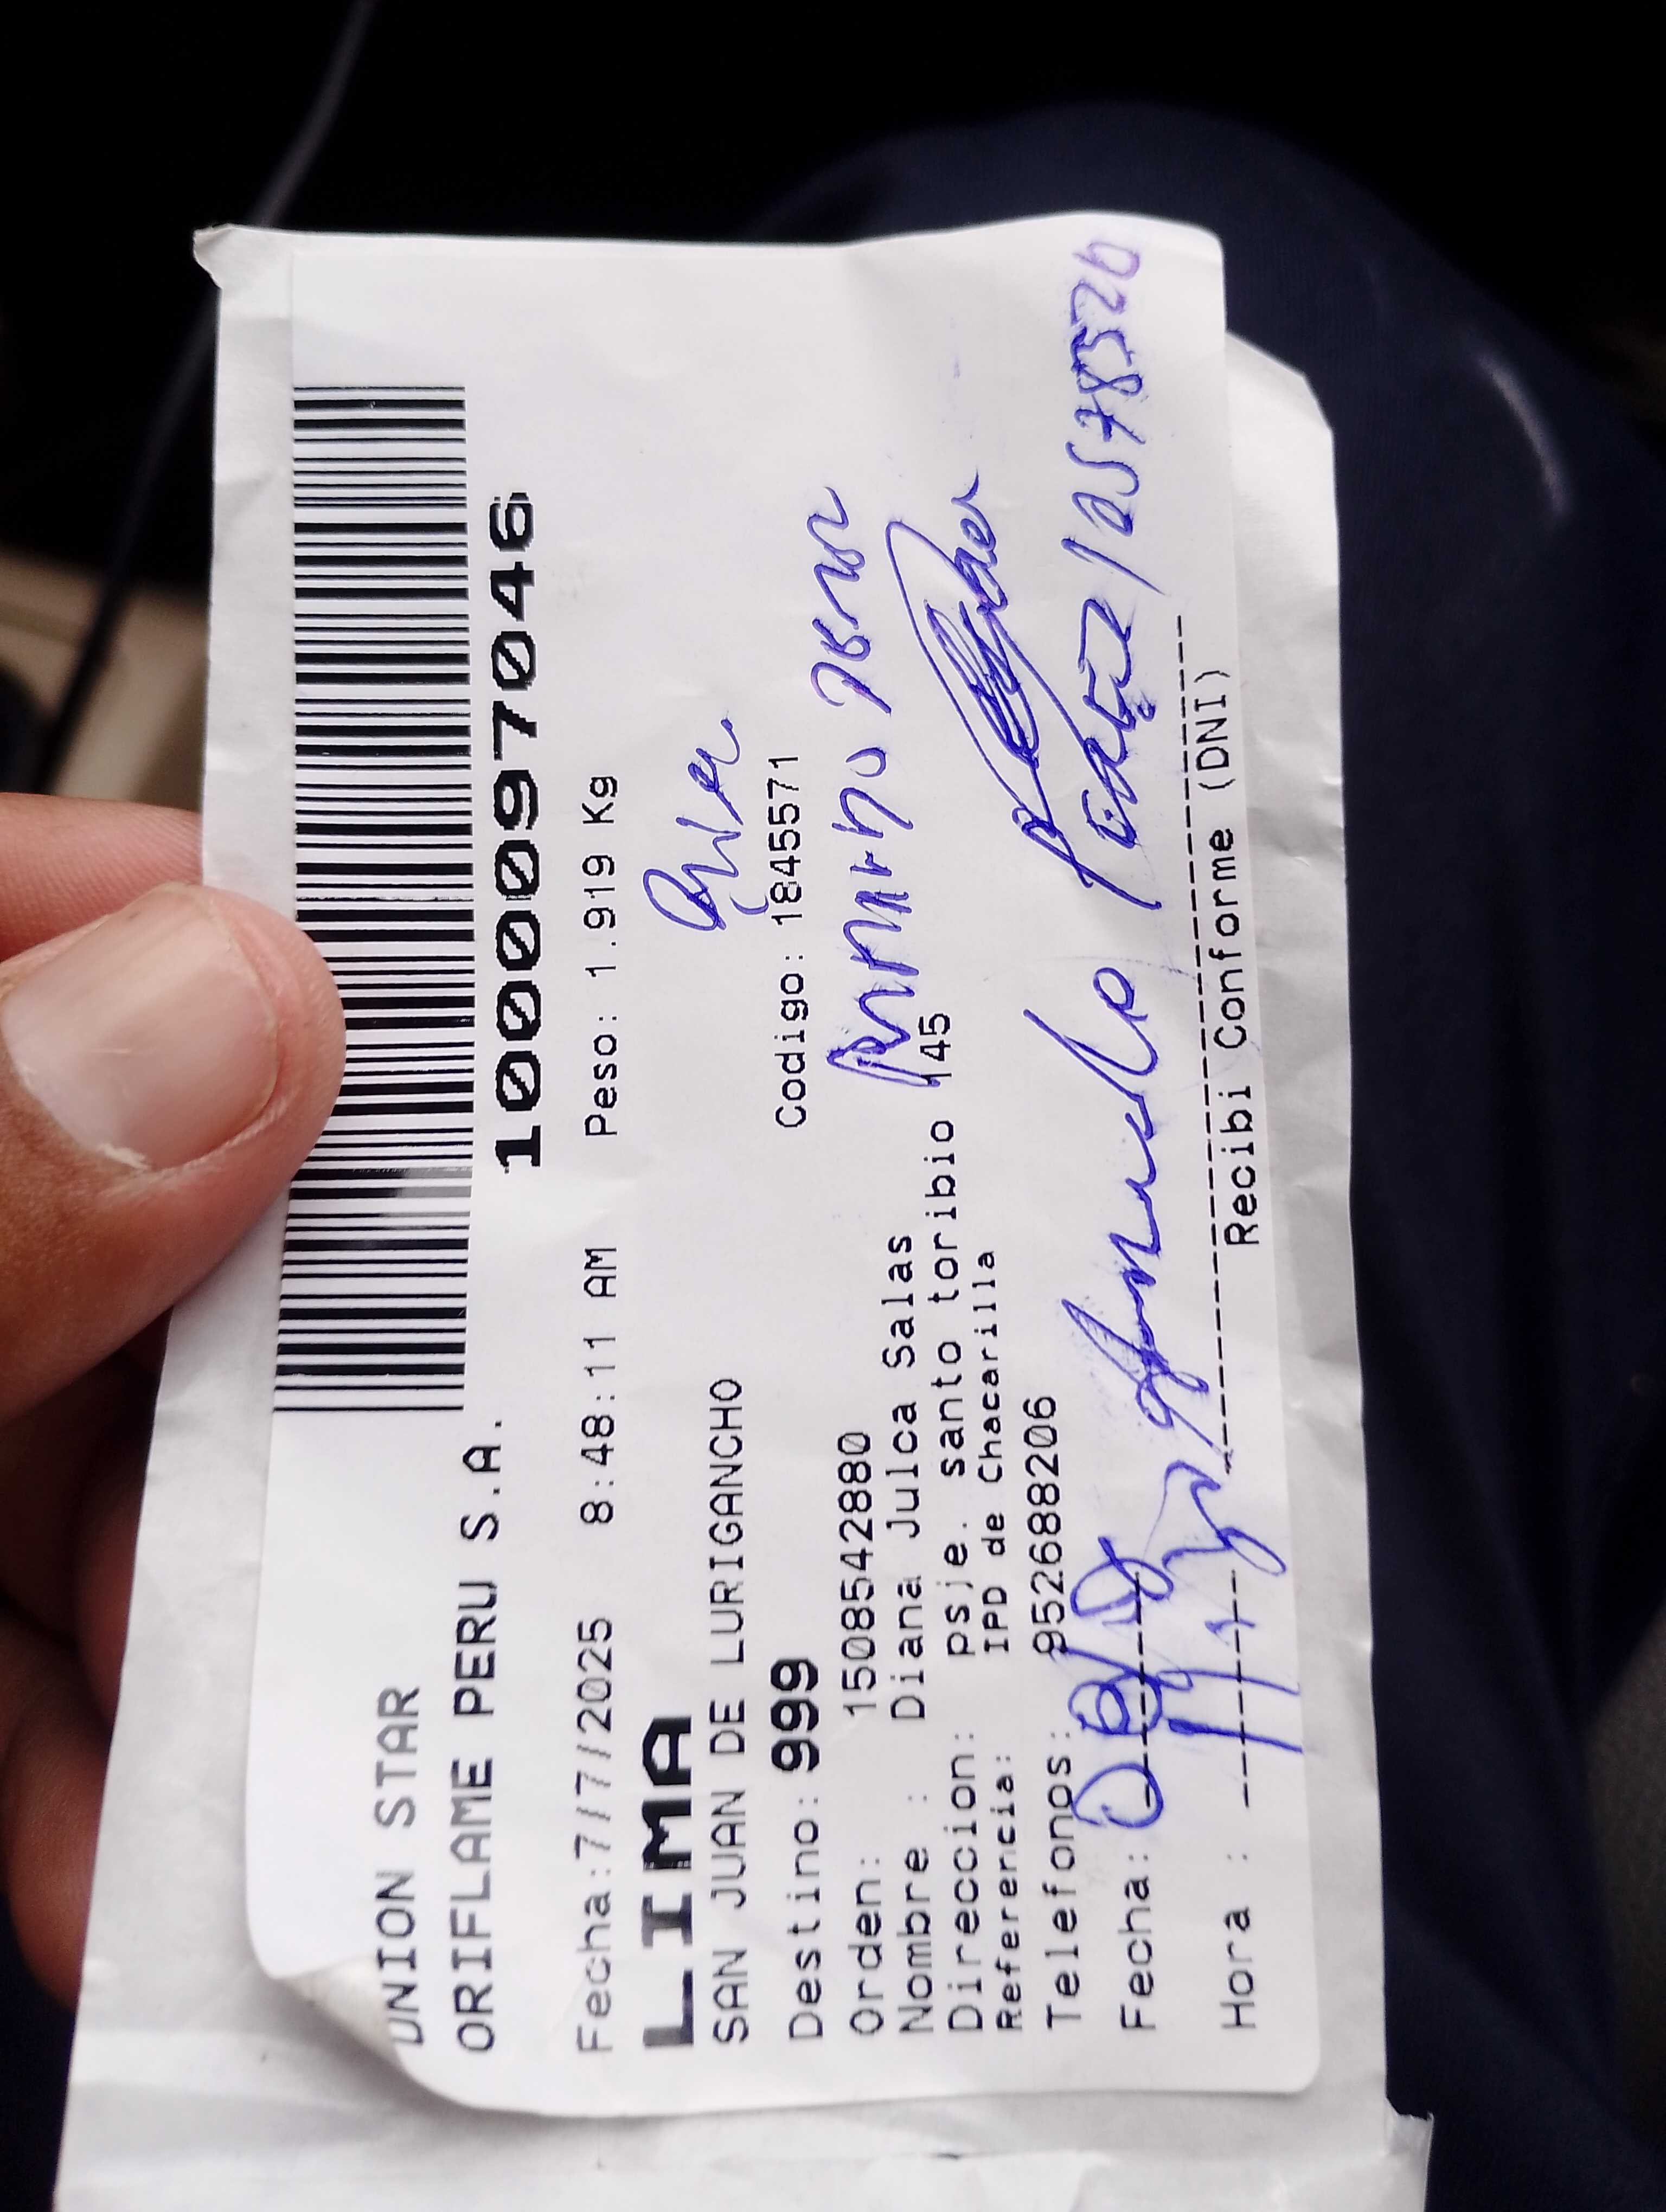 UNION STAR
ORIFLAME PERU S.A.
1000097046
Fecha:7/7/2025 8:48:11 AM Peso: 1.919 Kg
LIMA
SAN JUAN DE LURIGANCHO
Destino: 999 Codigo: 1845571
Orden: 1508542880
Nombre : Diana Julca Salas
Direccion: psje. santo toribio 145
Referencia: IPD de Chacarilla
Telefonos: 952688206
Fecha:
Hora :
Recibi Conforme (DNI)